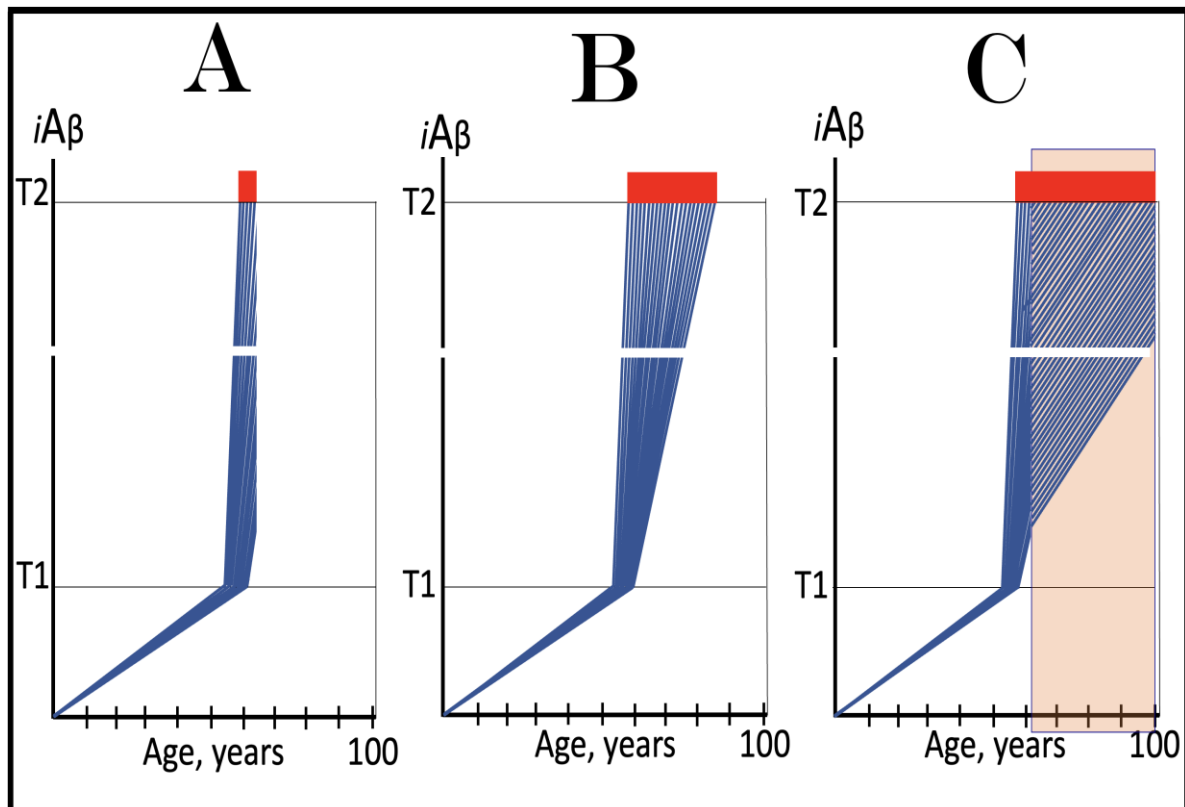 A
iAβ
T2
T1
Age, years
100
B
iAβ
T2
T1
Age, years
100
C
iAβ
T2
T1
Age, years
100